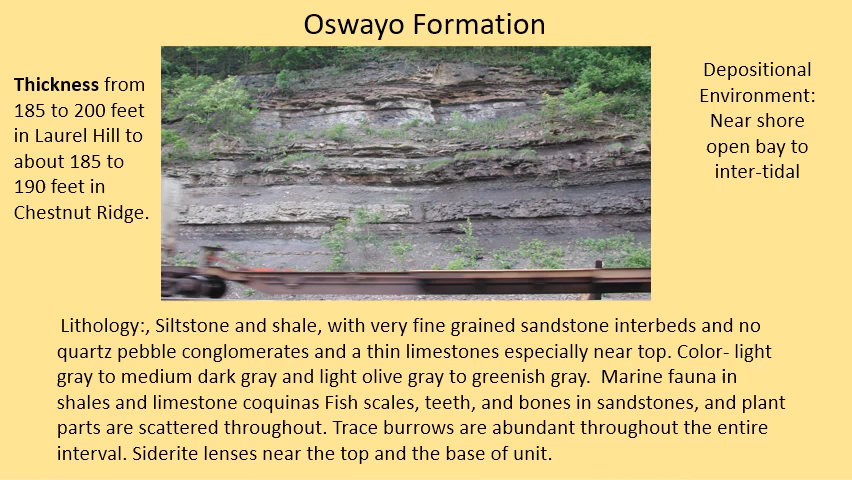 Oswayo Formation
Thickness from
185 to 200 feet
in Laurel Hill to
about 185 to
190 feet in
Chestnut Ridge.
Depositional
Environment:
Near shore
open bay to
inter-tidal
Lithology:, Siltstone and shale, with very fine grained sandstone interbeds and no
quartz pebble conglomerates and a thin limestones especially near top. Color- light
gray to medium dark gray and light olive gray to greenish gray.  Marine fauna in
shales and limestone coquinas Fish scales, teeth, and bones in sandstones, and plant
parts are scattered throughout. Trace burrows are abundant throughout the entire
interval. Siderite lenses near the top and the base of unit.